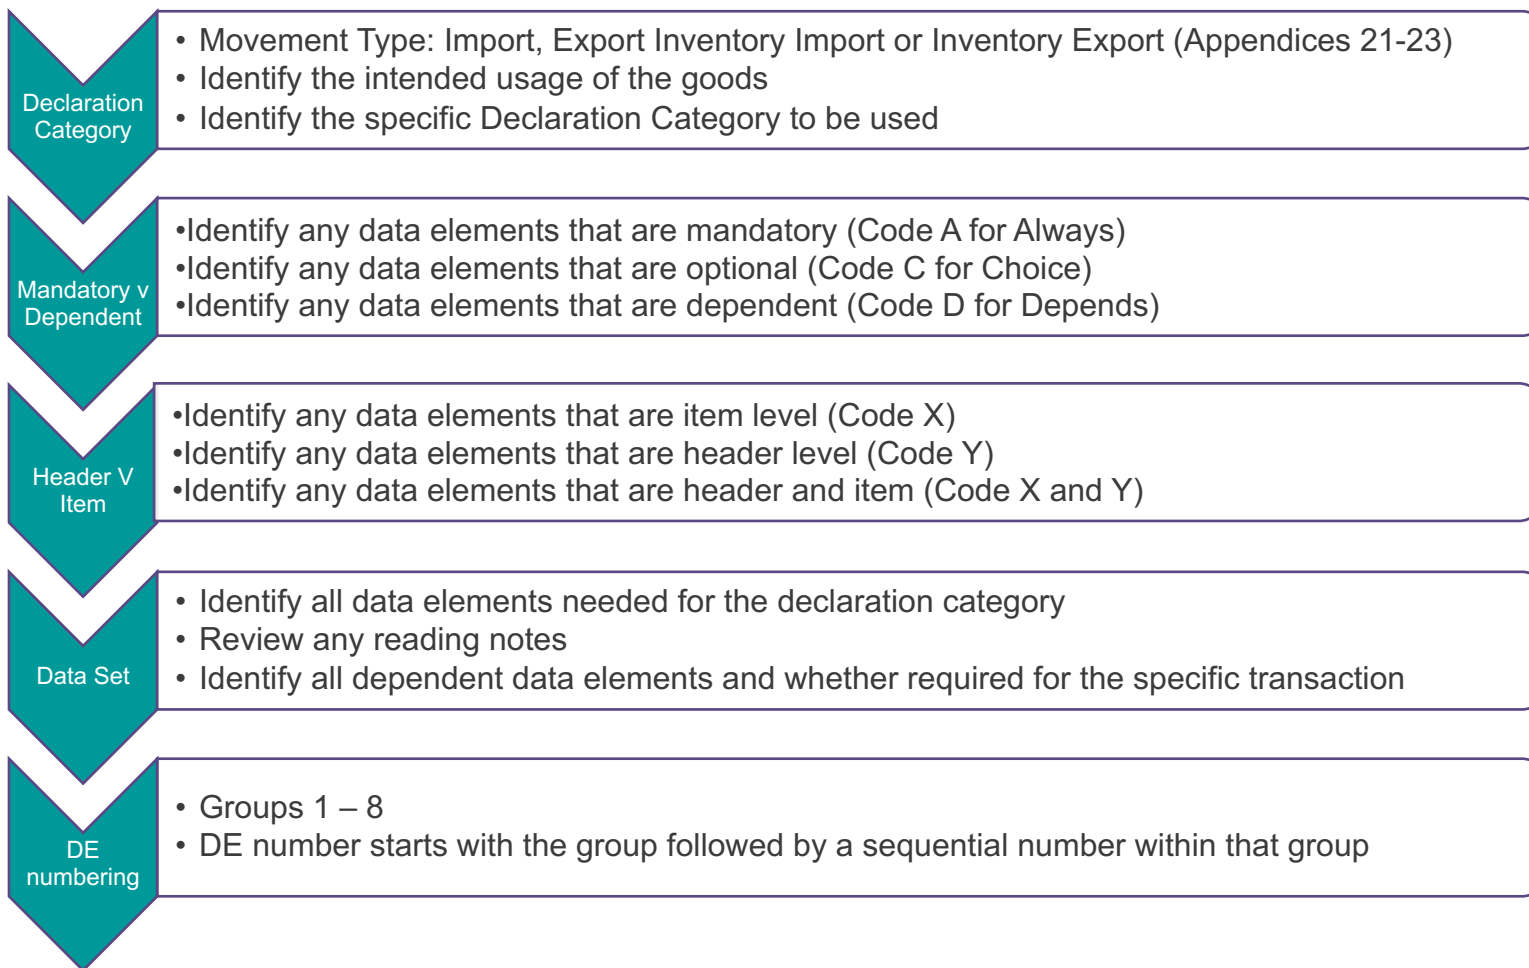 Declaration
Category
• Movement Type: Import, Export Inventory Import or Inventory Export (Appendices 21-23)
• Identify the intended usage of the goods
• Identify the specific Declaration Category to be used
Mandatory v
Dependent
•Identify any data elements that are mandatory (Code A for Always)
•Identify any data elements that are optional (Code C for Choice)
•Identify any data elements that are dependent (Code D for Depends)
Header V
Item
•Identify any data elements that are item level (Code X)
•Identify any data elements that are header level (Code Y)
•Identify any data elements that are header and item (Code X and Y)
Data Set
• Identify all data elements needed for the declaration category
• Review any reading notes
• Identify all dependent data elements and whether required for the specific transaction
DE
numbering
• Groups 1 – 8
• DE number starts with the group followed by a sequential number within that group